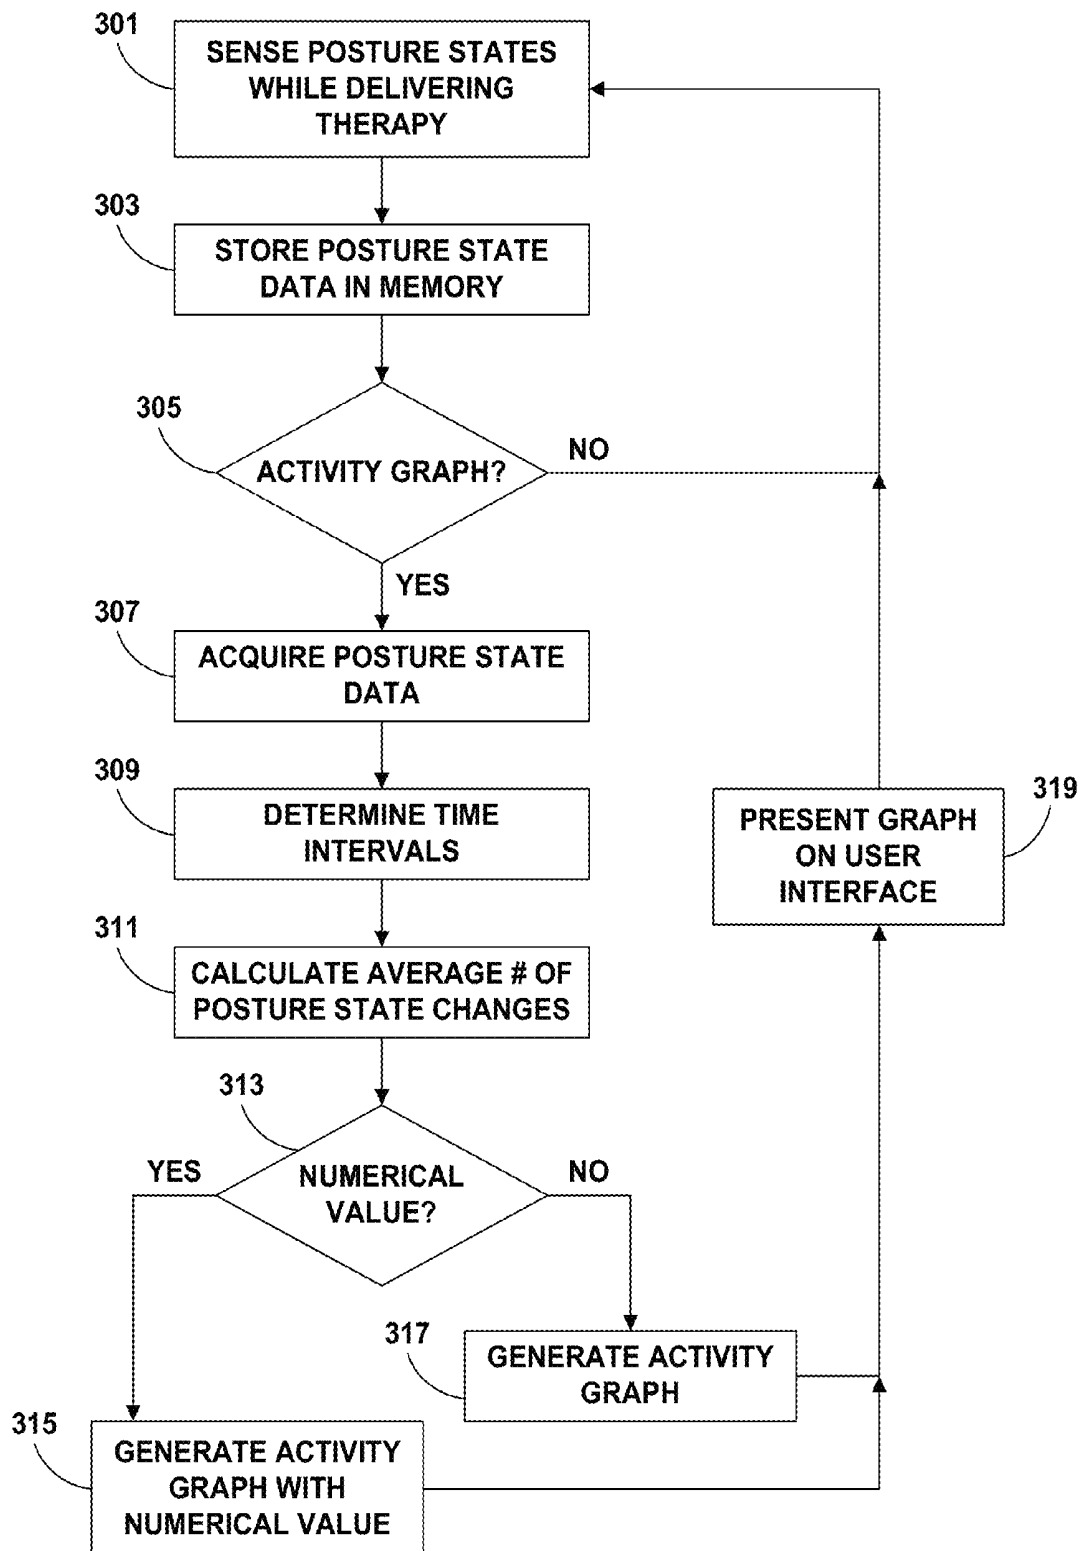 301
SENSE POSTURE STATES
WHILE DELIVERING
THERAPY
303
STORE POSTURE STATE
DATA IN MEMORY
305
ACTIVITY GRAPH?
NO
YES
307
ACQUIRE POSTURE STATE
DATA
309
DETERMINE TIME
INTERVALS
319
PRESENT GRAPH
ON USER
INTERFACE
311
CALCULATE AVERAGE # OF
POSTURE STATE CHANGES
313
YES
NUMERICAL
VALUE?
NO
317
GENERATE ACTIVITY
GRAPH
315
GENERATE ACTIVITY
GRAPH WITH
NUMERICAL VALUE